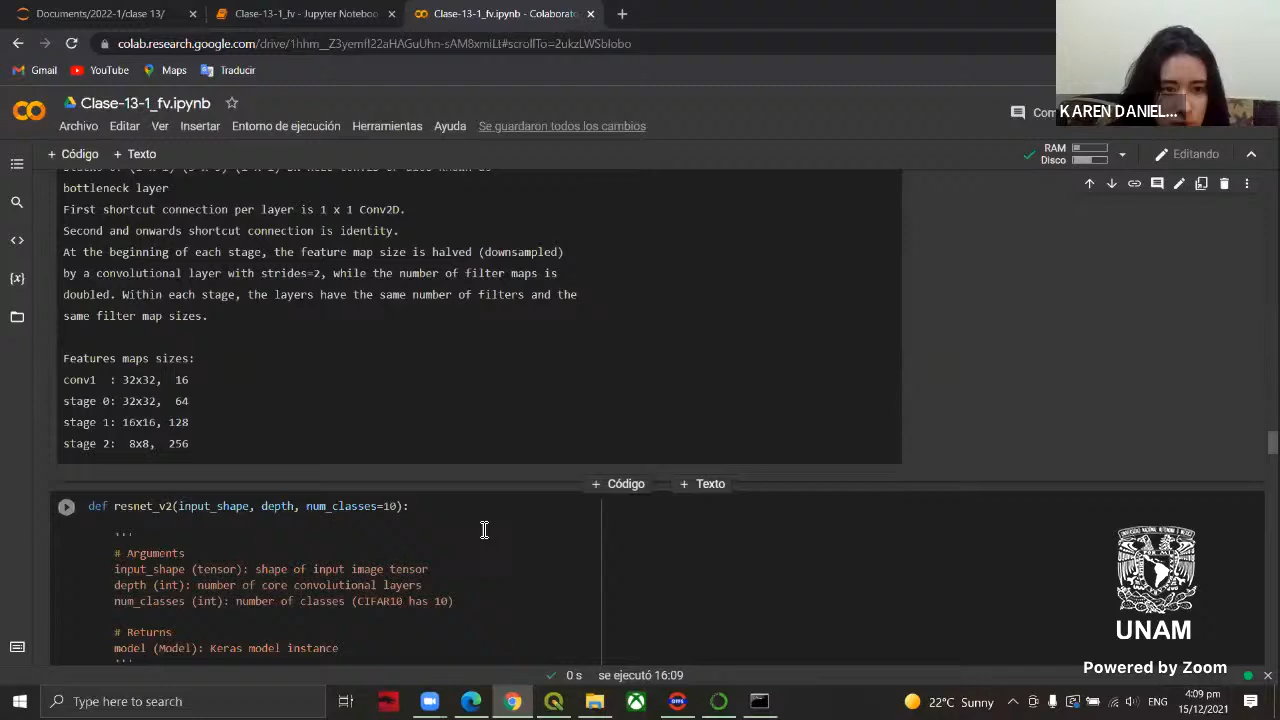 Documents/2022-1/clase 13/
Clase-13-1_fv - Jupyter Noteboo
Clase-13-1_fv.ipynb - Colaborato
colab.research.google.com/drive/1hhm__Z3yemfl22aHAGuUhn-sAM8xmiLt#scrollTo=2ukzLWSbIobo
Gmail
YouTube
Maps
Traducir
KAREN DANIEL...
Clase-13-1_fv.ipynb
Com
Archivo Editar Ver Insertar Entorno de ejecución Herramientas Ayuda Se guardaron todos los cambios
+ Código + Texto
RAM
Disco
Editando
bottleneck layer
First shortcut connection per layer is 1 x 1 Conv2D.
Second and onwards shortcut connection is identity.
At the beginning of each stage, the feature map size is halved (downsampled)
by a convolutional layer with strides=2, while the number of filter maps is
doubled. Within each stage, the layers have the same number of filters and the
same filter map sizes.
Features maps sizes:
conv1  : 32x32,  16
stage 0: 32x32,  64
stage 1: 16x16, 128
stage 2:  8x8,  256
+ Código + Texto
def resnet_v2(input_shape, depth, num_classes=10):
'''
# Arguments
input_shape (tensor): shape of input image tensor
depth (int): number of core convolutional layers
num_classes (int): number of classes (CIFAR10 has 10)
# Returns
model (Model): Keras model instance
'''
UNAM
Powered by Zoom
0 s se ejecutó 16:09
Type here to search
22°C Sunny
ENG
4:09 pm
15/12/2021